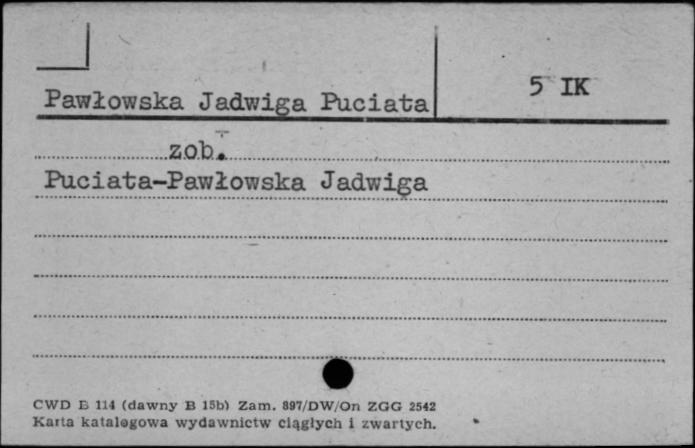 Pawłowska Jadwiga Puciata
5 IK
zob.
Puciata-Pawłowska Jadwiga
CWD B 114 (dawny B 15b) Zam. 897/DW/On ZGG 2542
Karta katalogowa wydawnictw ciągłych i zwartych.